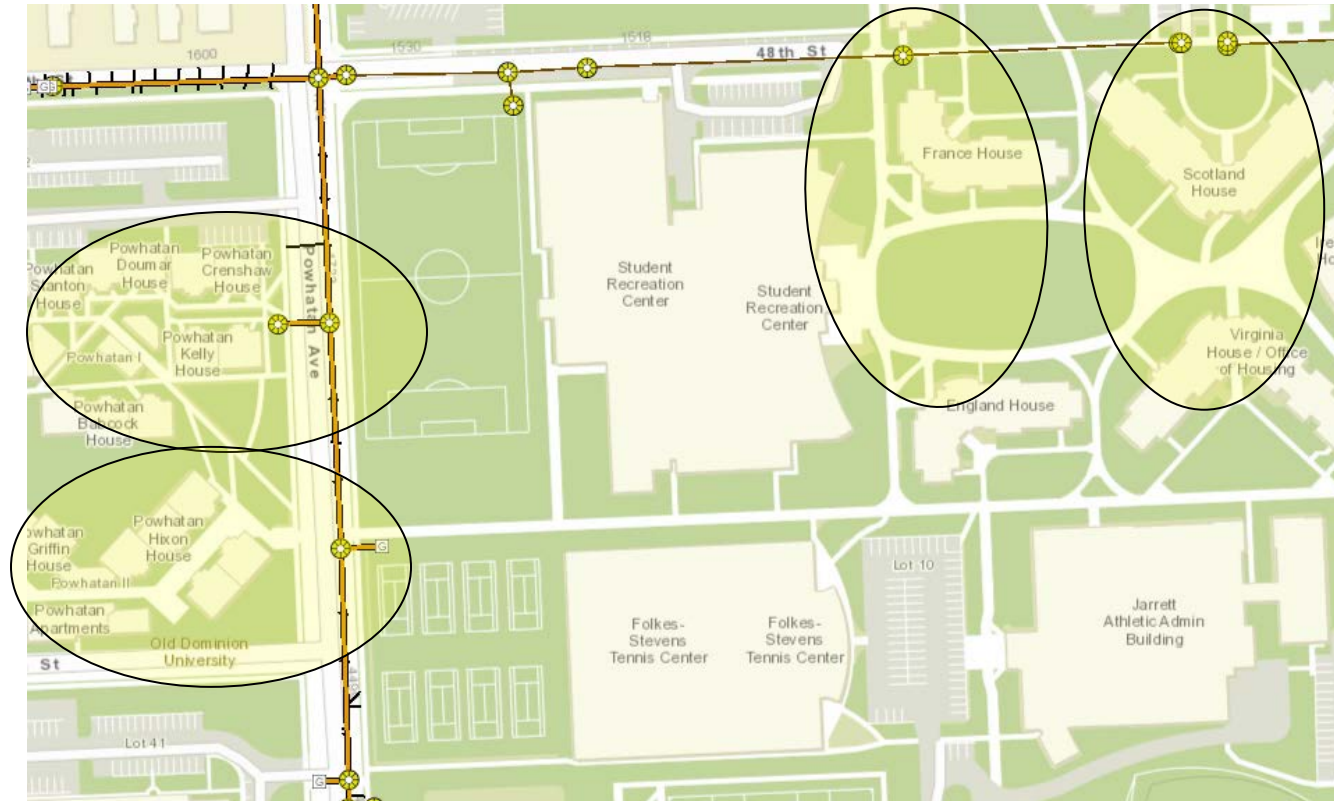 1600
1530
1516
48th St
G
France House
Scotland
House
Powhatan
Doumar
House
Powhatan
Crenshaw
House
Powhatan
Stanton
House
Powhatan Ave
Student
Recreation
Center
Student
Recreation
Center
Powhatan I
Powhatan
Kelly
House
Virginia
House / Office
of Housing
Powhatan
Babcock
House
England House
Powhatan
Hixon
House
owhatan
Griffin
House
G
Lot 10
Powhatan II
Powhatan
Apartments
Old Dominion
University
St
Folkes-
Stevens
Tennis Center
Folkes-
Stevens
Tennis Center
Jarrett
Athletic Admin
Building
Lot 41
G